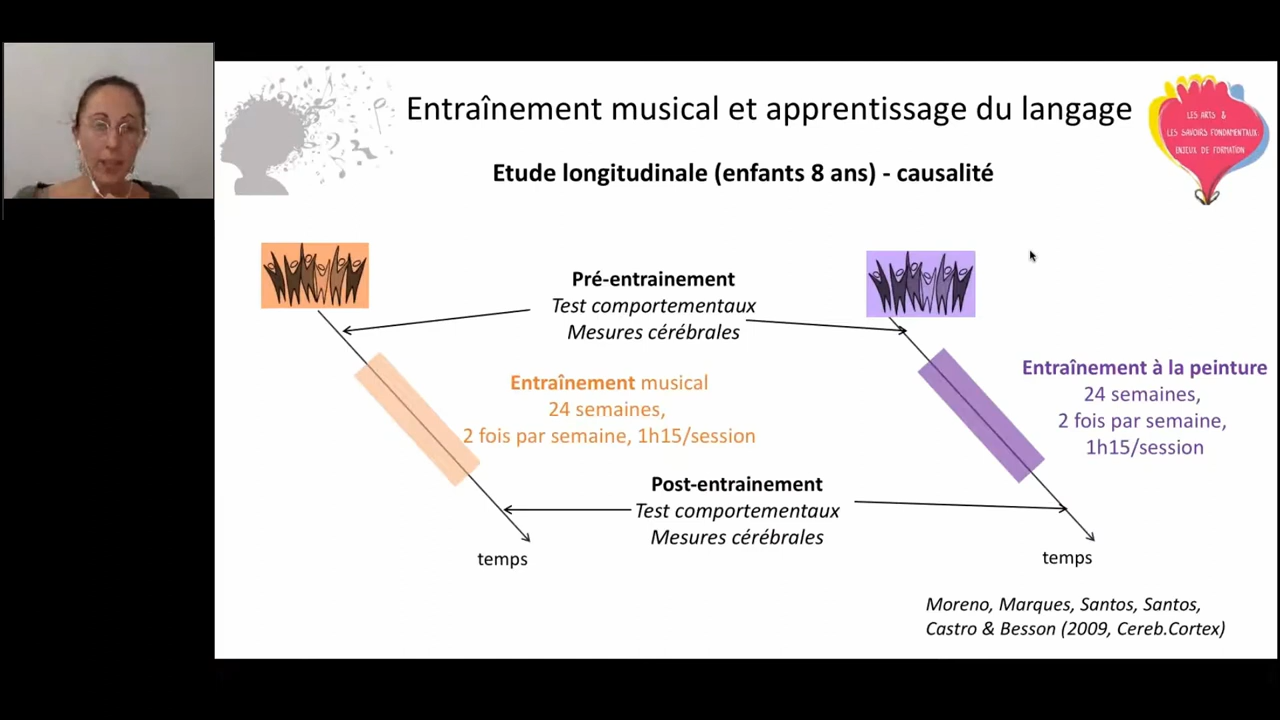 Entraînement musical et apprentissage du langage
LES ARTS &
LES SAVOIRS FONDAMENTAUX
ENJEUX DE FORMATION
Etude longitudinale (enfants 8 ans) - causalité
Pré-entrainement
Test comportementaux
Mesures cérébrales
Entraînement musical
24 semaines,
2 fois par semaine, 1h15/session
Entraînement à la peinture
24 semaines,
2 fois par semaine,
1h15/session
Post-entrainement
Test comportementaux
Mesures cérébrales
temps
temps
Moreno, Marques, Santos, Santos,
Castro & Besson (2009, Cereb.Cortex)